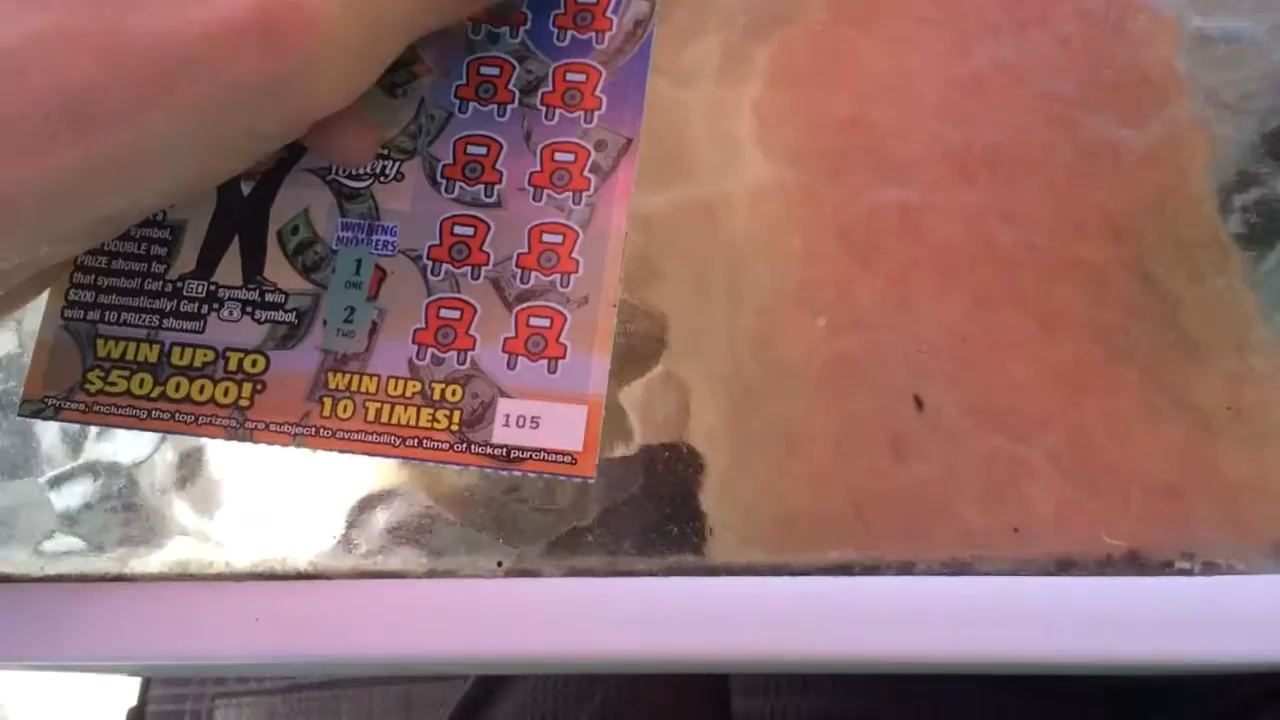 Lottery
WINNING
NUMBERS
1
ONE
2
TWO
symbol,
DOUBLE the
PRIZE shown for
that symbol! Get a "GO" symbol, win
$200 automatically! Get a " " symbol,
win all 10 PRIZES shown!
WIN UP TO
$50,000!*
WIN UP TO
10 TIMES!
105
*Prizes, including the top prizes, are subject to availability at time of ticket purchase.